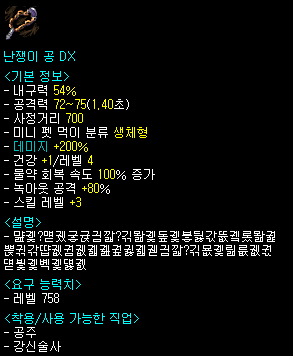 난쟁이 공 DX
<기본 정보>
- 내구력 54%
- 공격력 72~75(1.40초)
- 사정거리 700
- 미니 펫 먹이 분류 생체형
- 데미지 +200%
- 건강 +1/레벨 4
- 물약 회복 속도 100% 증가
- 녹아웃 공격 +80%
- 스킬 레벨 +3
<설명>
<요구 능력치>
- 레벨 758
<착용/사용 가능한 직업>
- 공주
- 강신술사